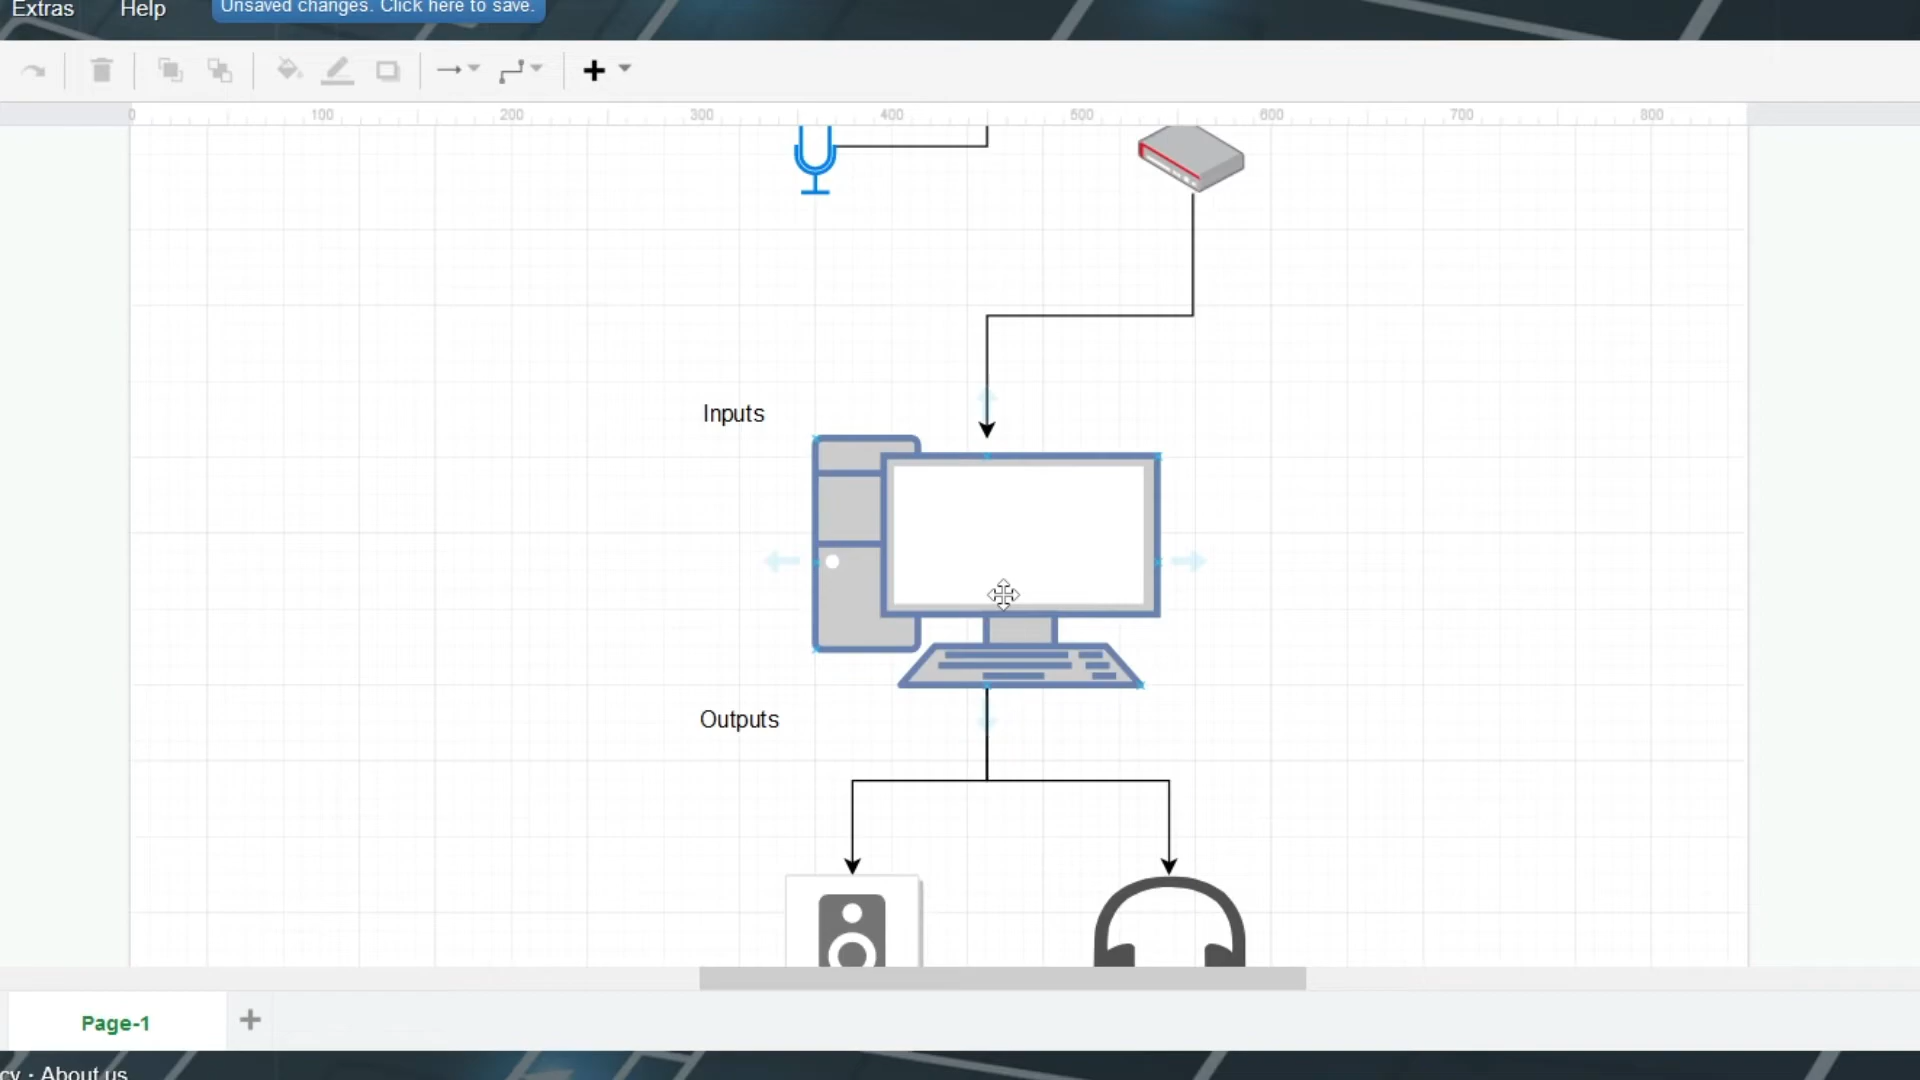 Extras Help Unsaved changes. Click here to save.
0 100 200 300 400 500 600 700 800
Inputs
Outputs
Page-1
cy · About us